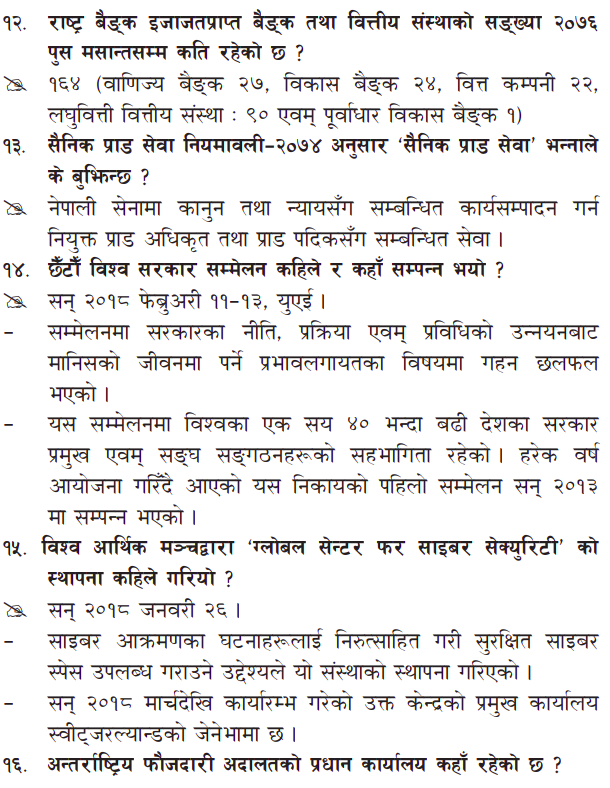 १२. राष्ट्र बैङ्क इजाजतप्राप्त बैङ्क तथा वित्तीय संस्थाको सङ्ख्या २०७६
पुस मसान्तसम्म कति रहेको छ ?
१६४ (वाणिज्य बैङ्क २७, विकास बैङ्क २४, वित्त कम्पनी २२,
लघुवित्ती वित्तीय संस्था : ९० एवम् पूर्वाधार विकास बैङ्क १)
१३. सैनिक प्राड सेवा नियमावली-२०७४ अनुसार ‘सैनिक प्राड सेवा’ भन्नाले
के बुझिन्छ ?
नेपाली सेनामा कानुन तथा न्यायसँग सम्बन्धित कार्यसम्पादन गर्न
नियुक्त प्राड अधिकृत तथा प्राड पदिकसँग सम्बन्धित सेवा ।
१४. छैँटौँ विश्व सरकार सम्मेलन कहिले र कहाँ सम्पन्न भयो ?
सन् २०१८ फेब्रुअरी ११-१३, युएई ।
- सम्मेलनमा सरकारका नीति, प्रक्रिया एवम् प्रविधिको उन्नयनबाट
मानिसको जीवनमा पर्ने प्रभावलगायतका विषयमा गहन छलफल
भएको ।
- यस सम्मेलनमा विश्वका एक सय ४० भन्दा बढी देशका सरकार
प्रमुख एवम् सङ्घ सङ्गठनहरूको सहभागिता रहेको । हरेक वर्ष
आयोजना गरिँदै आएको यस निकायको पहिलो सम्मेलन सन् २०१३
मा सम्पन्न भएको ।
१५. विश्व आर्थिक मञ्चद्वारा ‘ग्लोबल सेन्टर फर साइबर सेक्युरिटी’ को
स्थापना कहिले गरियो ?
सन् २०१८ जनवरी २६ ।
- साइबर आक्रमणका घटनाहरूलाई निरुत्साहित गरी सुरक्षित साइबर
स्पेस उपलब्ध गराउने उद्देश्यले यो संस्थाको स्थापना गरिएको ।
- सन् २०१८ मार्चदेखि कार्यारम्भ गरेको उक्त केन्द्रको प्रमुख कार्यालय
स्वीट्जरल्यान्डको जेनेभामा छ ।
१६. अन्तर्राष्ट्रिय फौजदारी अदालतको प्रधान कार्यालय कहाँ रहेको छ ?